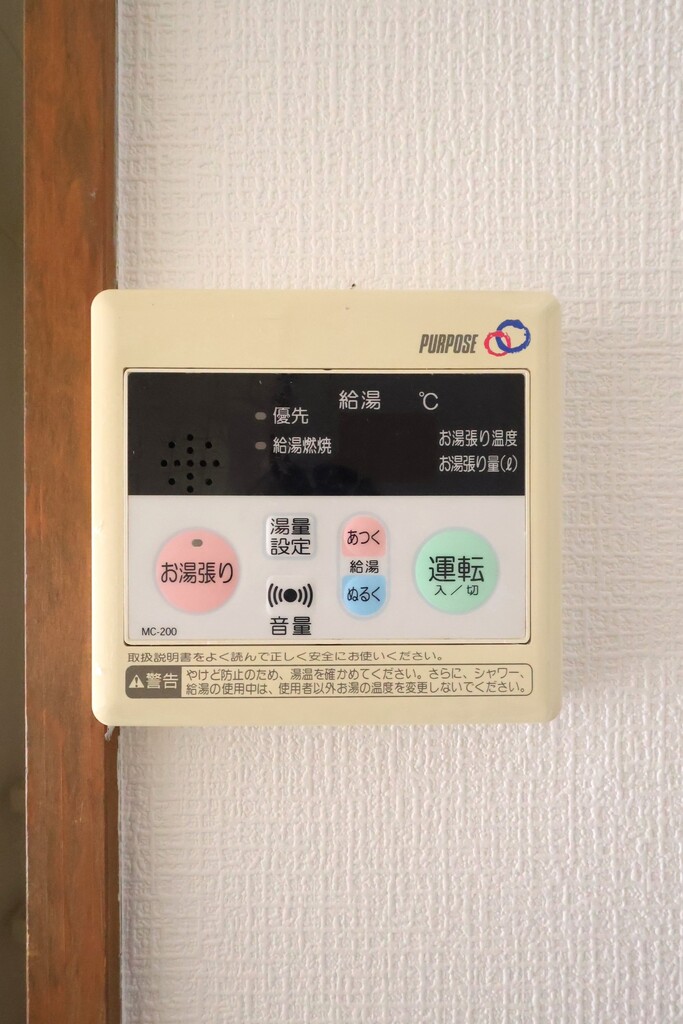 PURPOSE
給湯 ℃
優先
給湯燃焼
お湯張り温度
お湯張り量(ℓ)
お湯張り
湯量
設定
音量
あつく
給湯
ぬるく
運転
入/切
MC-200
取扱説明書をよく読んで正しく安全にお使いください。
警告
やけど防止のため、湯温を確かめてください。さらに、シャワー、
給湯の使用中は、使用者以外お湯の温度を変更しないでください。